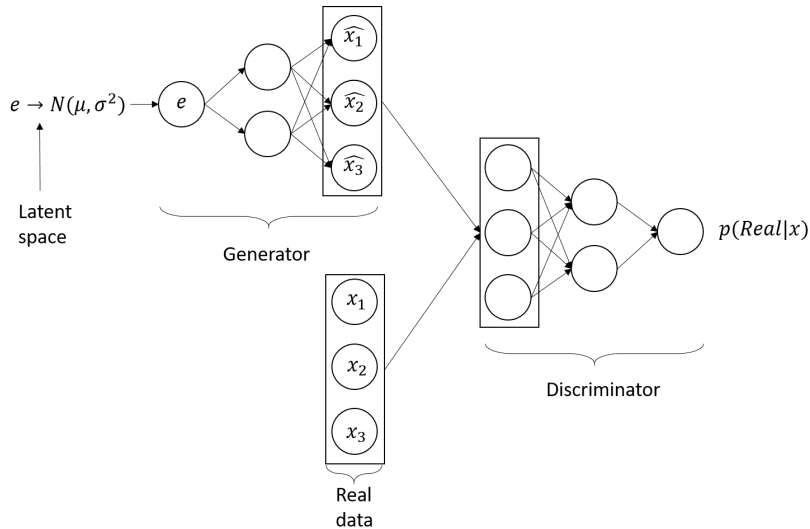 e → N(μ, σ²)
e
x̂₁
x̂₂
x̂₃
Latent
space
Generator
x₁
x₂
x₃
Real
data
p(Real|x)
Discriminator